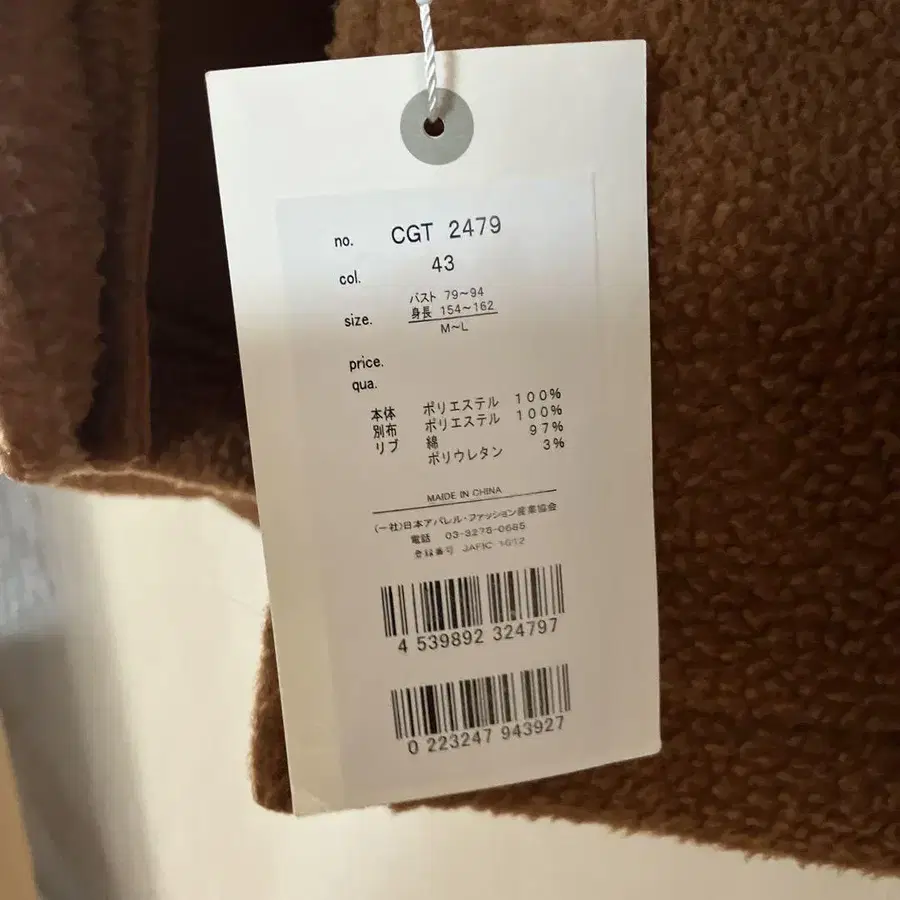 no. CGT 2479
col. 43
size. バスト 79~94
身長 154~162
M~L
price.
qua.
本体 ポリエステル 100%
別布 ポリエステル 100%
リブ 綿 97%
ポリウレタン 3%
MAIDE IN CHINA
(一社)日本アパレル・ファッション産業協会
電話 03-3275-0685
登録番号 JAFIC 1012
4 539892 324797
0 223247 943927